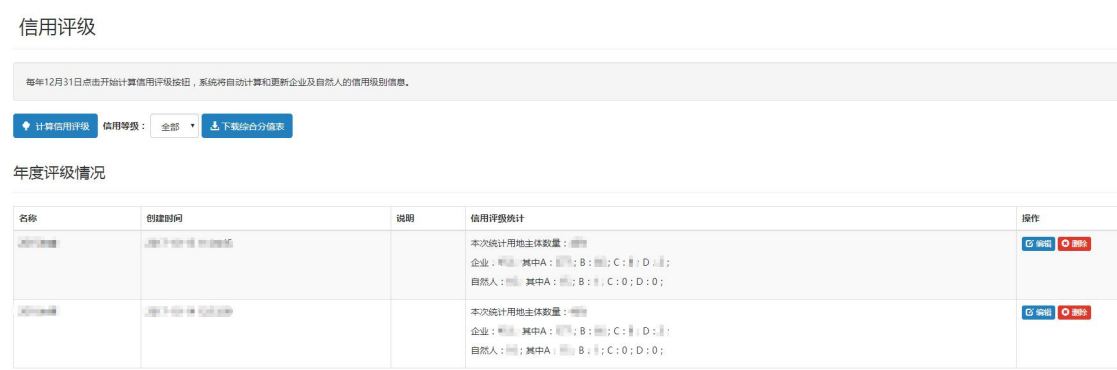 信用评级
每年12月31日点击开始计算信用评级按钮，系统将自动计算和更新企业及自然人的信用级别信息。
计算信用评级 信用等级： 全部 下载综合分值表
年度评级情况
名称 创建时间 说明 信用评级统计 操作
本次统计用地主体数量：
企业： 其中A： ；B： ；C： ；D： ；
自然人： 其中A： ；B： ；C：0；D：0；
编辑 删除
本次统计用地主体数量：
企业： 其中A： ；B： ；C： ；D： ；
自然人： ；其中A： ；B： ；C：0；D：0；
编辑 删除